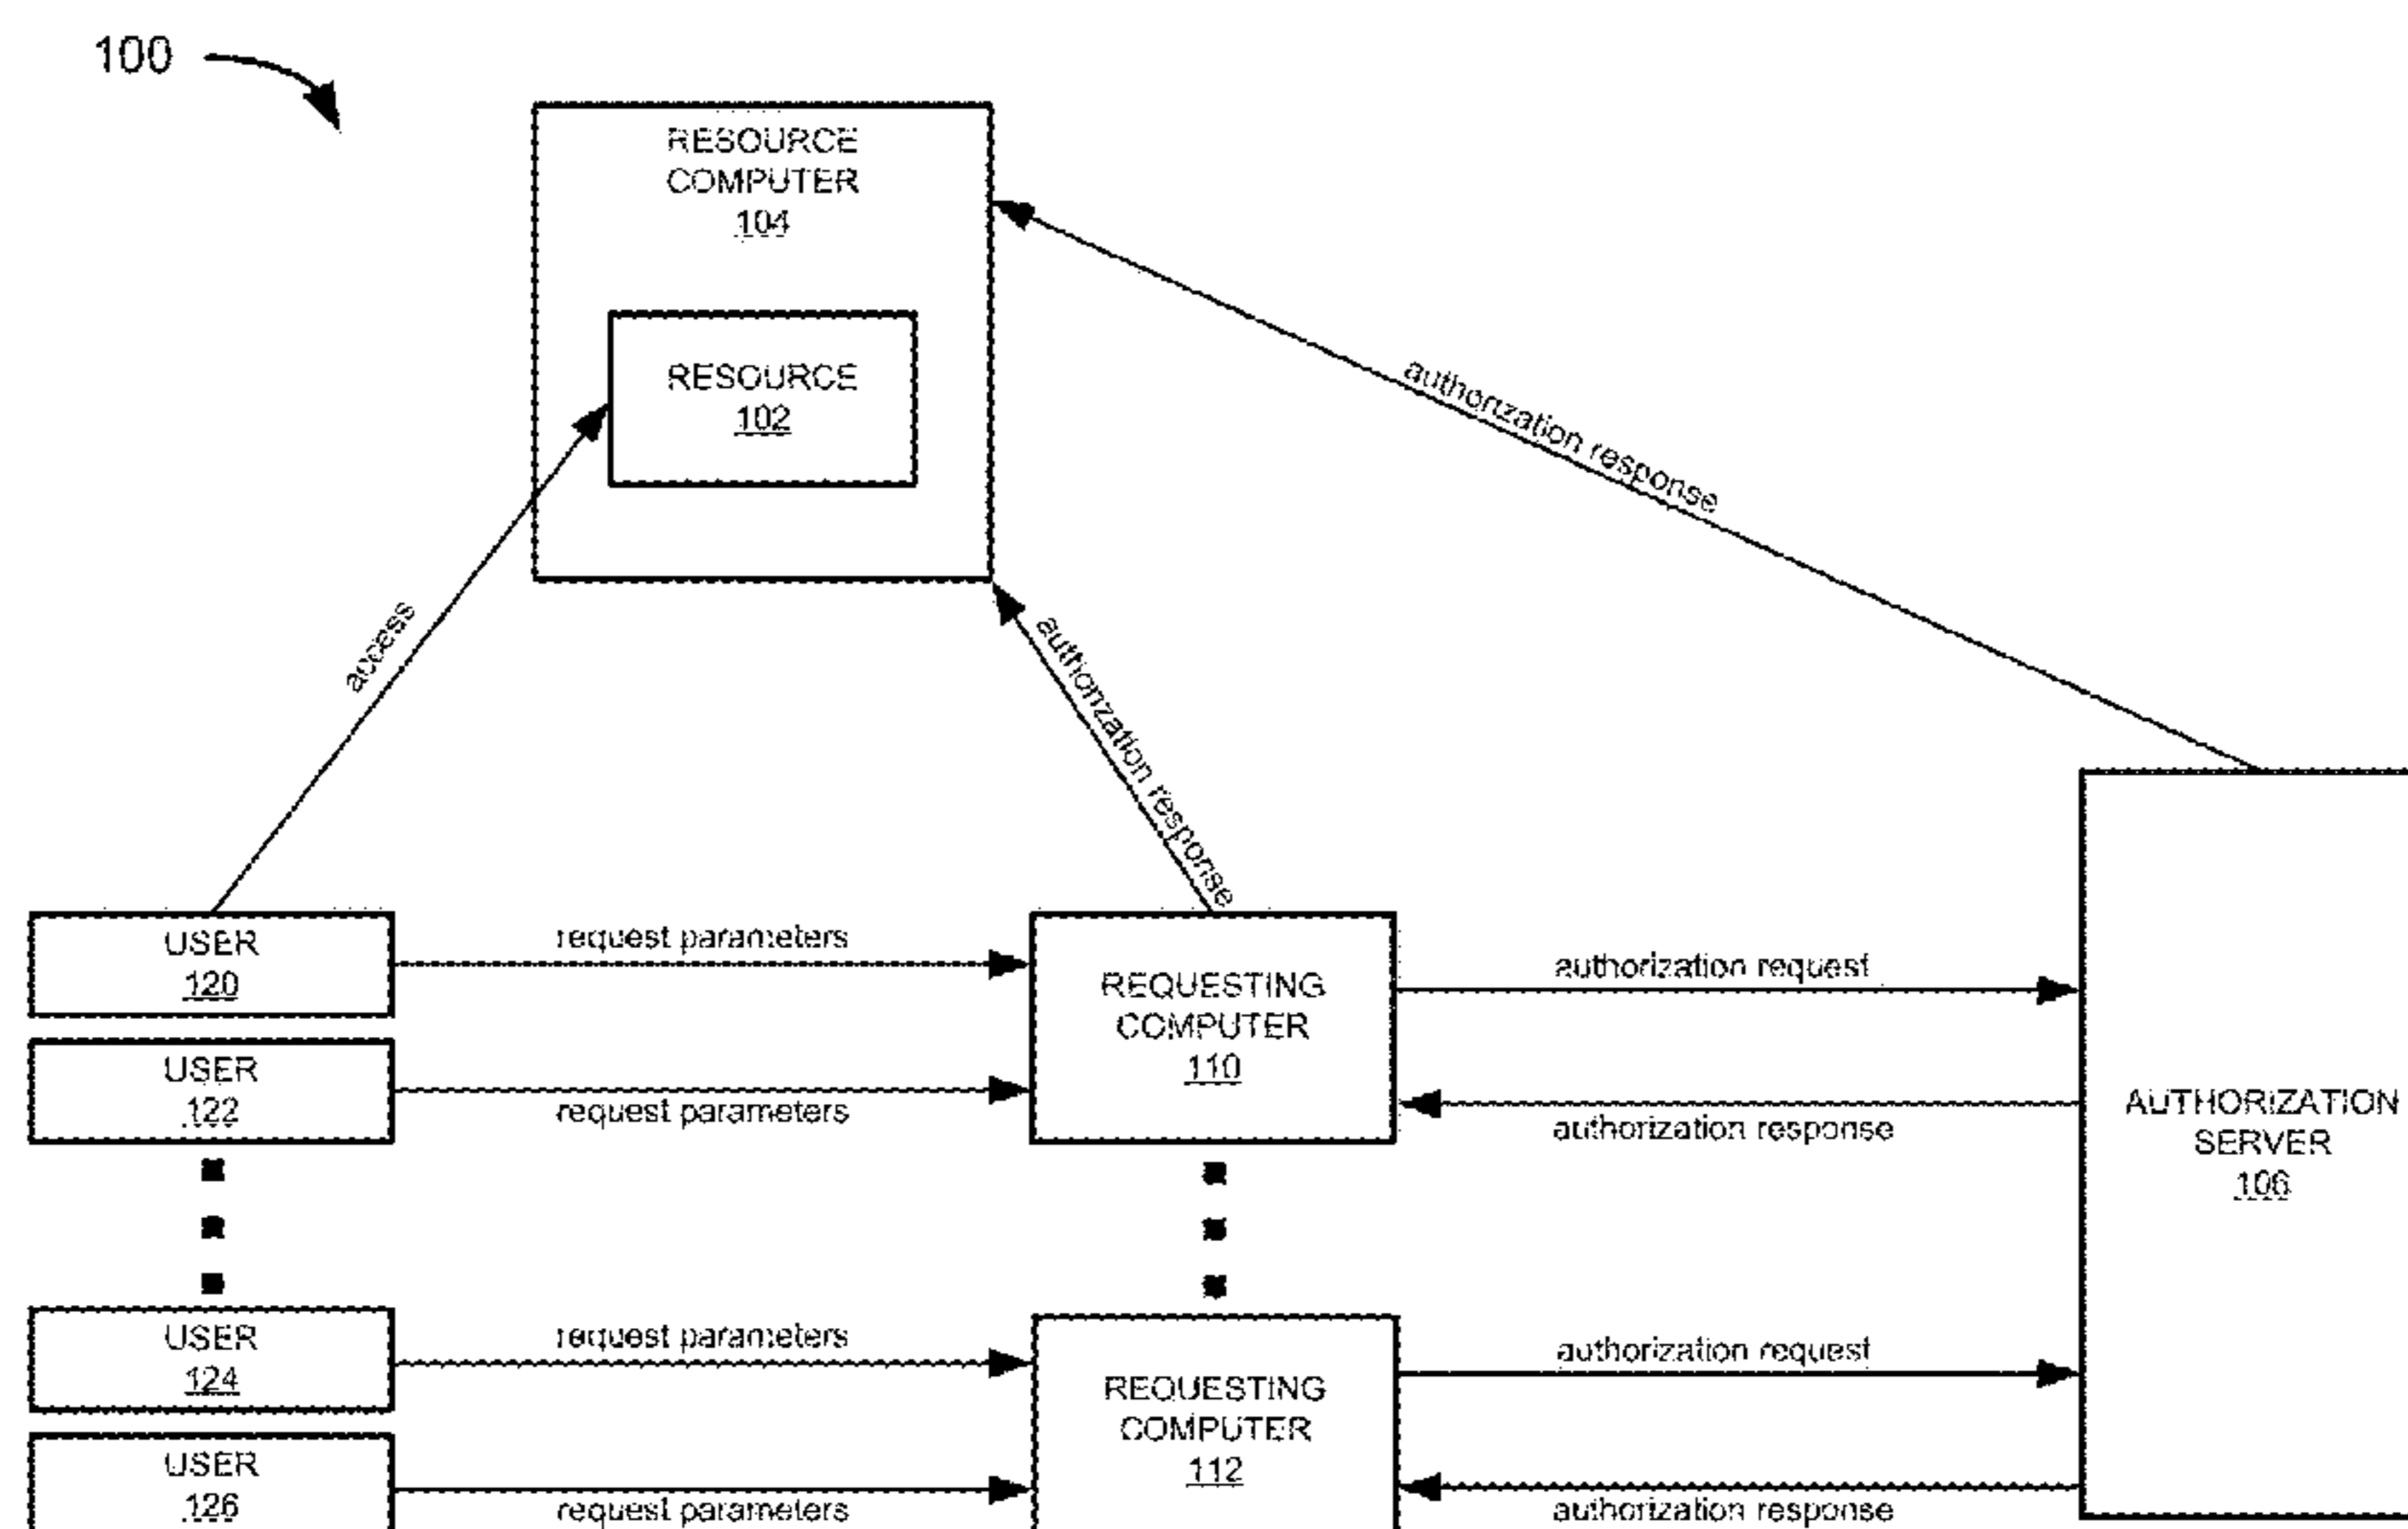 100
RESOURCE
COMPUTER
104
RESOURCE
102
authorization response
access
authorization response
USER
120
request parameters
REQUESTING
COMPUTER
110
authorization request
USER
122
request parameters
authorization response
AUTHORIZATION
SERVER
106
USER
124
request parameters
REQUESTING
COMPUTER
112
authorization request
USER
126
request parameters
authorization response